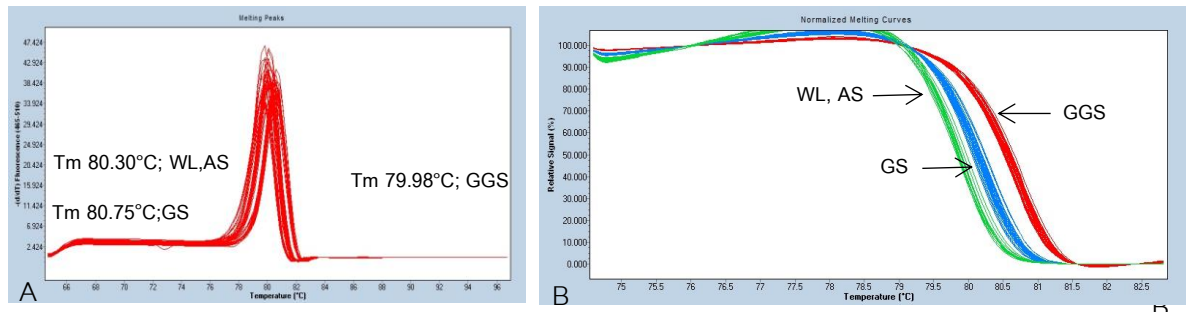 Melting Peaks
-(d/dT) Fluorescence (465-510)
47.424
42.924
38.424
33.924
29.424
24.924
20.424
15.924
11.424
6.924
2.424
Tm 80.30°C; WL,AS
Tm 79.98°C; GGS
Tm 80.75°C;GS
66 68 70 72 74 76 78 80 82 84 86 88 90 92 94 96
Temperature (°C)
A
Normalized Melting Curves
Relative Signal (%)
100.000
90.000
80.000
70.000
60.000
50.000
40.000
30.000
20.000
10.000
0.000
WL, AS
GGS
GS
75 75.5 76 76.5 77 77.5 78 78.5 79 79.5 80 80.5 81 81.5 82 82.5
Temperature (°C)
B